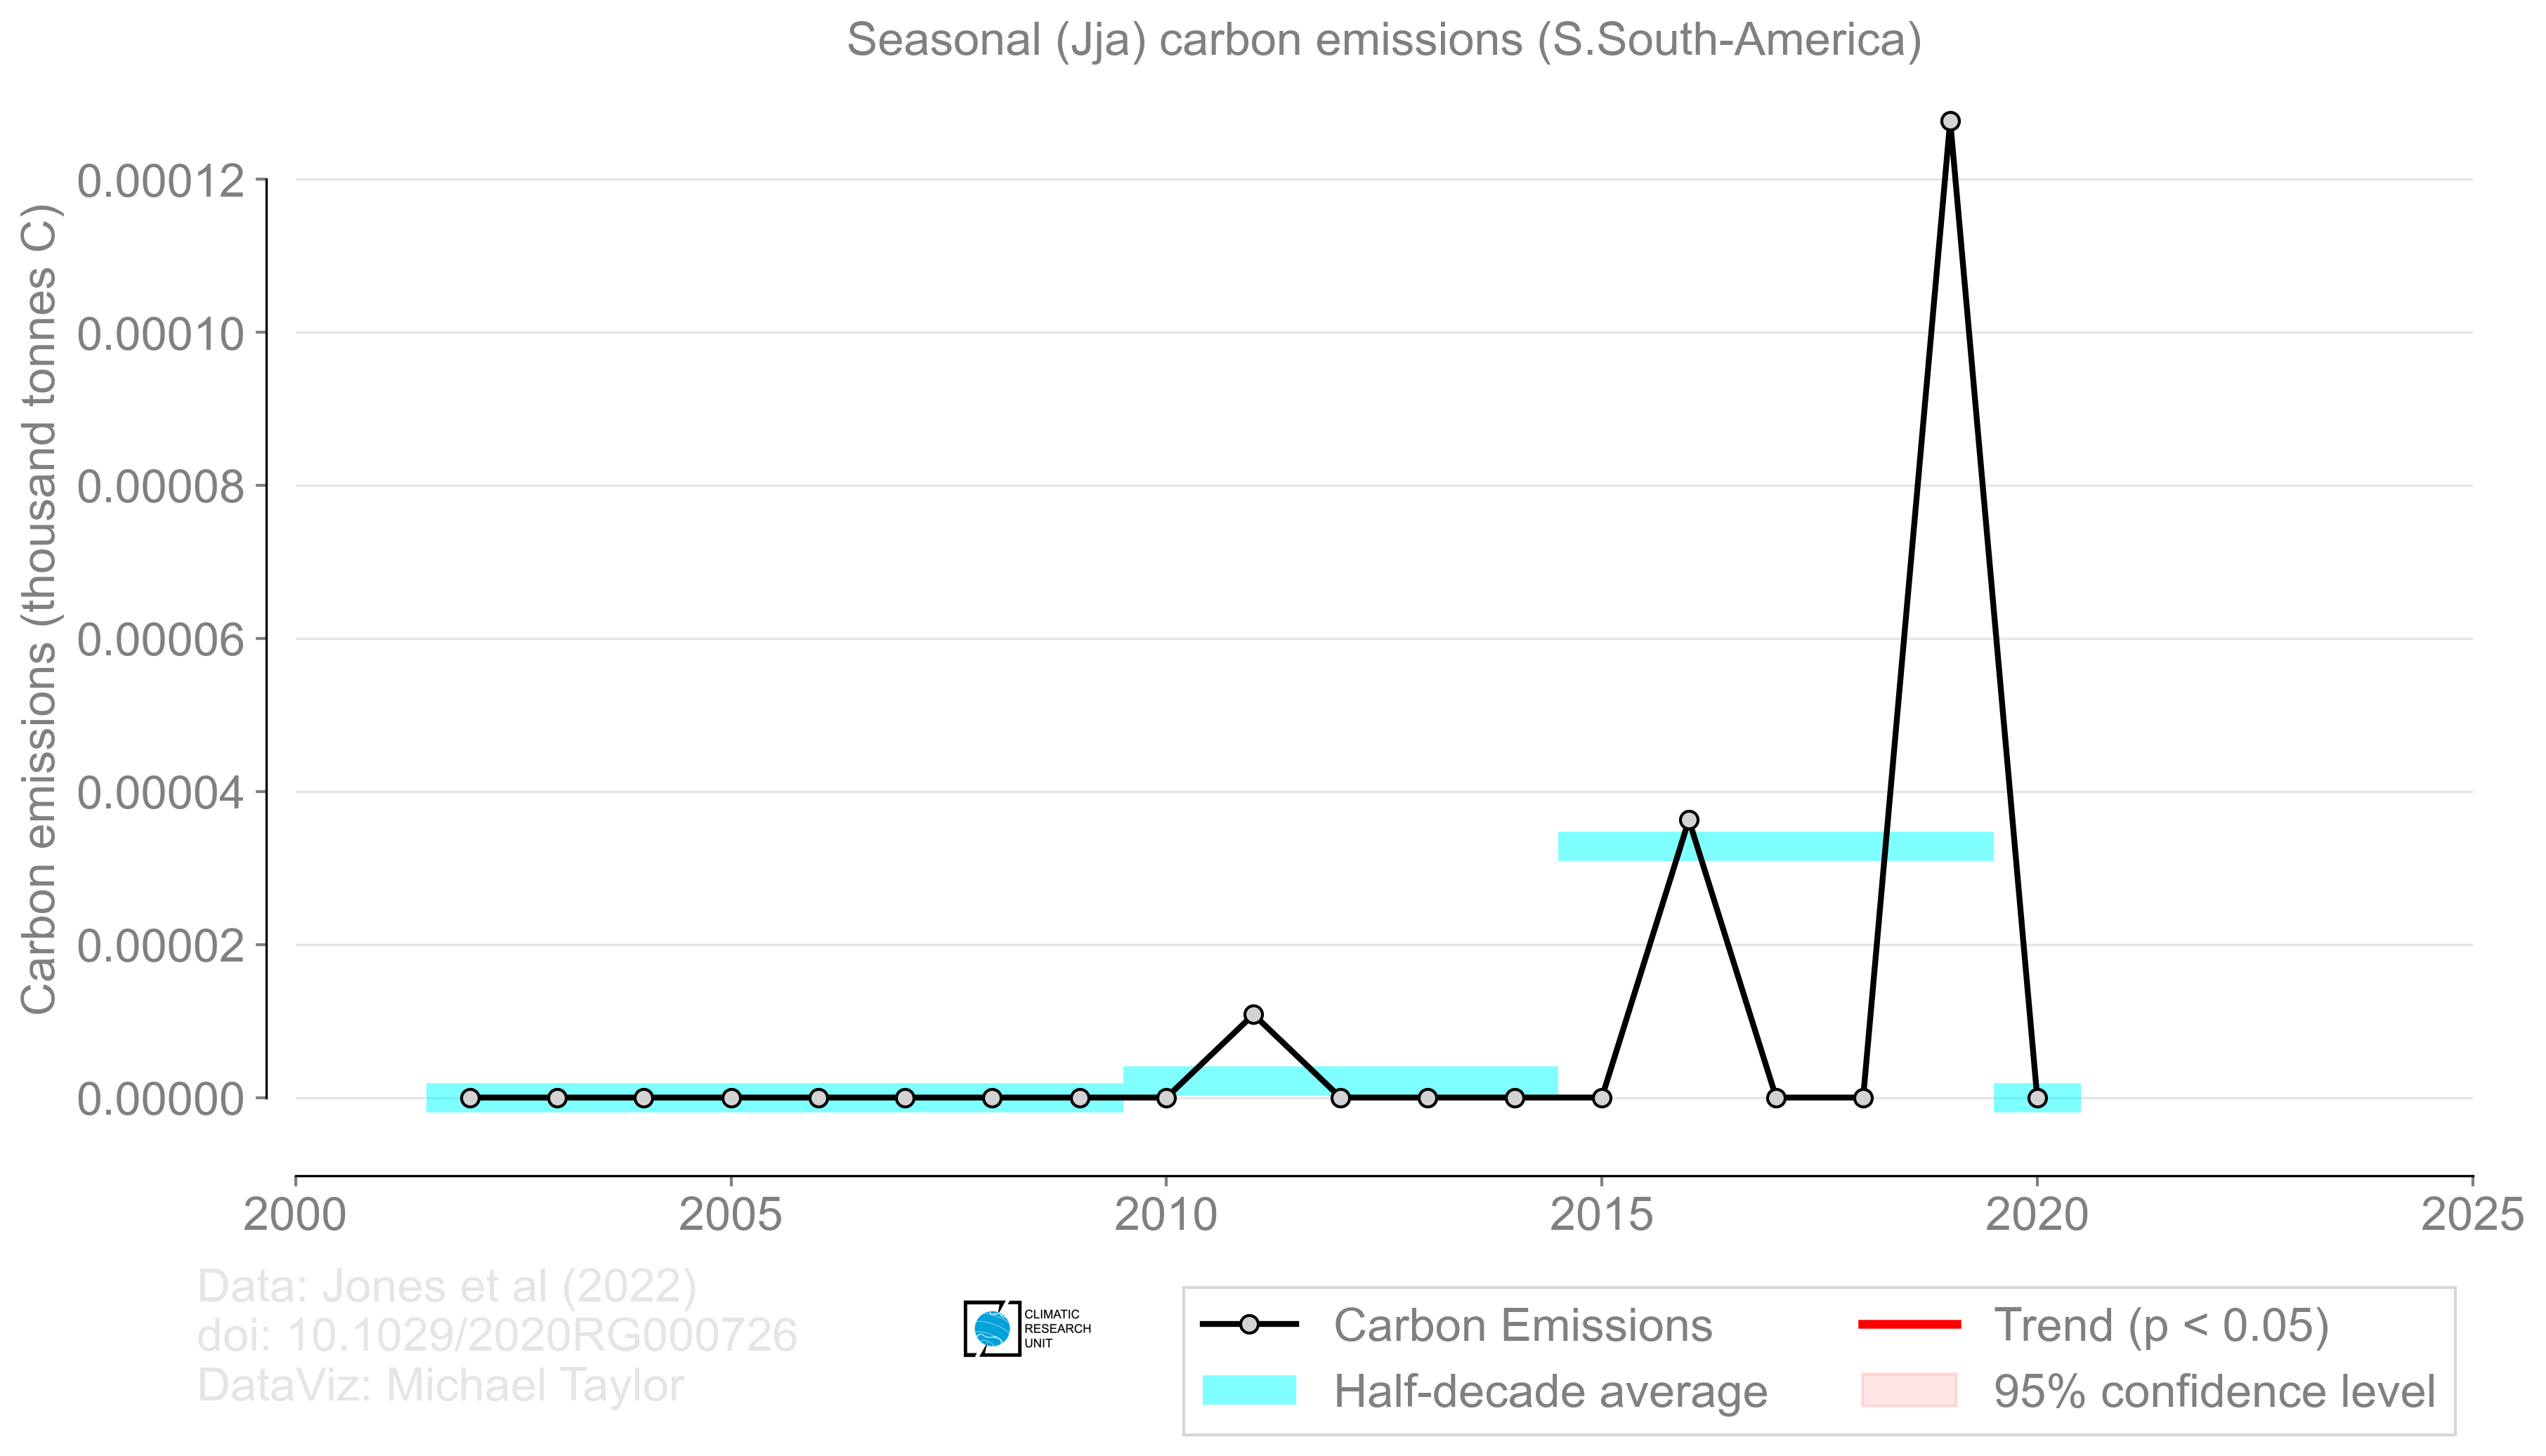 Seasonal (Jja) carbon emissions (S.South-America)
Carbon emissions (thousand tonnes C)
0.00012
0.00010
0.00008
0.00006
0.00004
0.00002
0.00000
2000 2005 2010 2015 2020 2025
Data: Jones et al (2022)
doi: 10.1029/2020RG000726
DataViz: Michael Taylor
CLIMATIC
RESEARCH
UNIT
Carbon Emissions
Half-decade average
Trend (p < 0.05)
95% confidence level